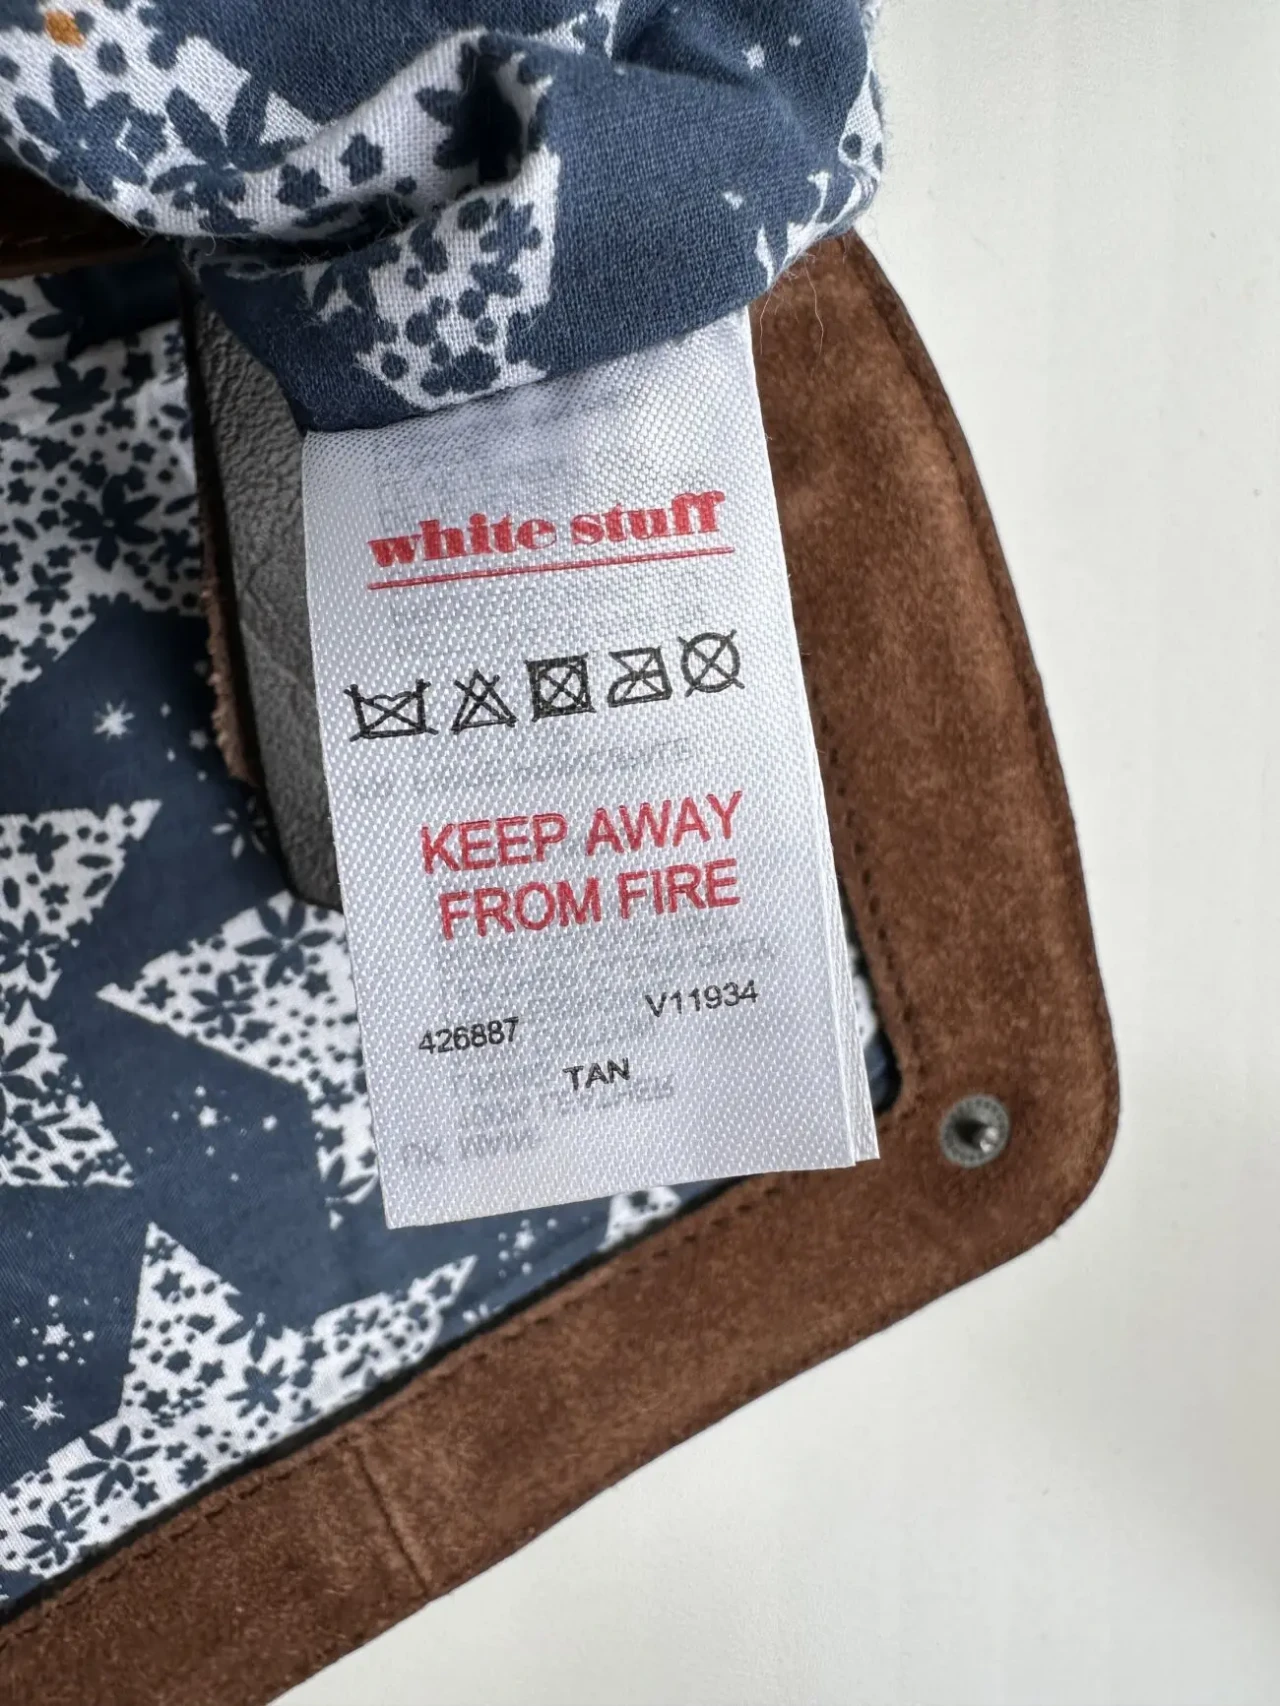 white stuff
KEEP AWAY
FROM FIRE
426887 V11934
TAN